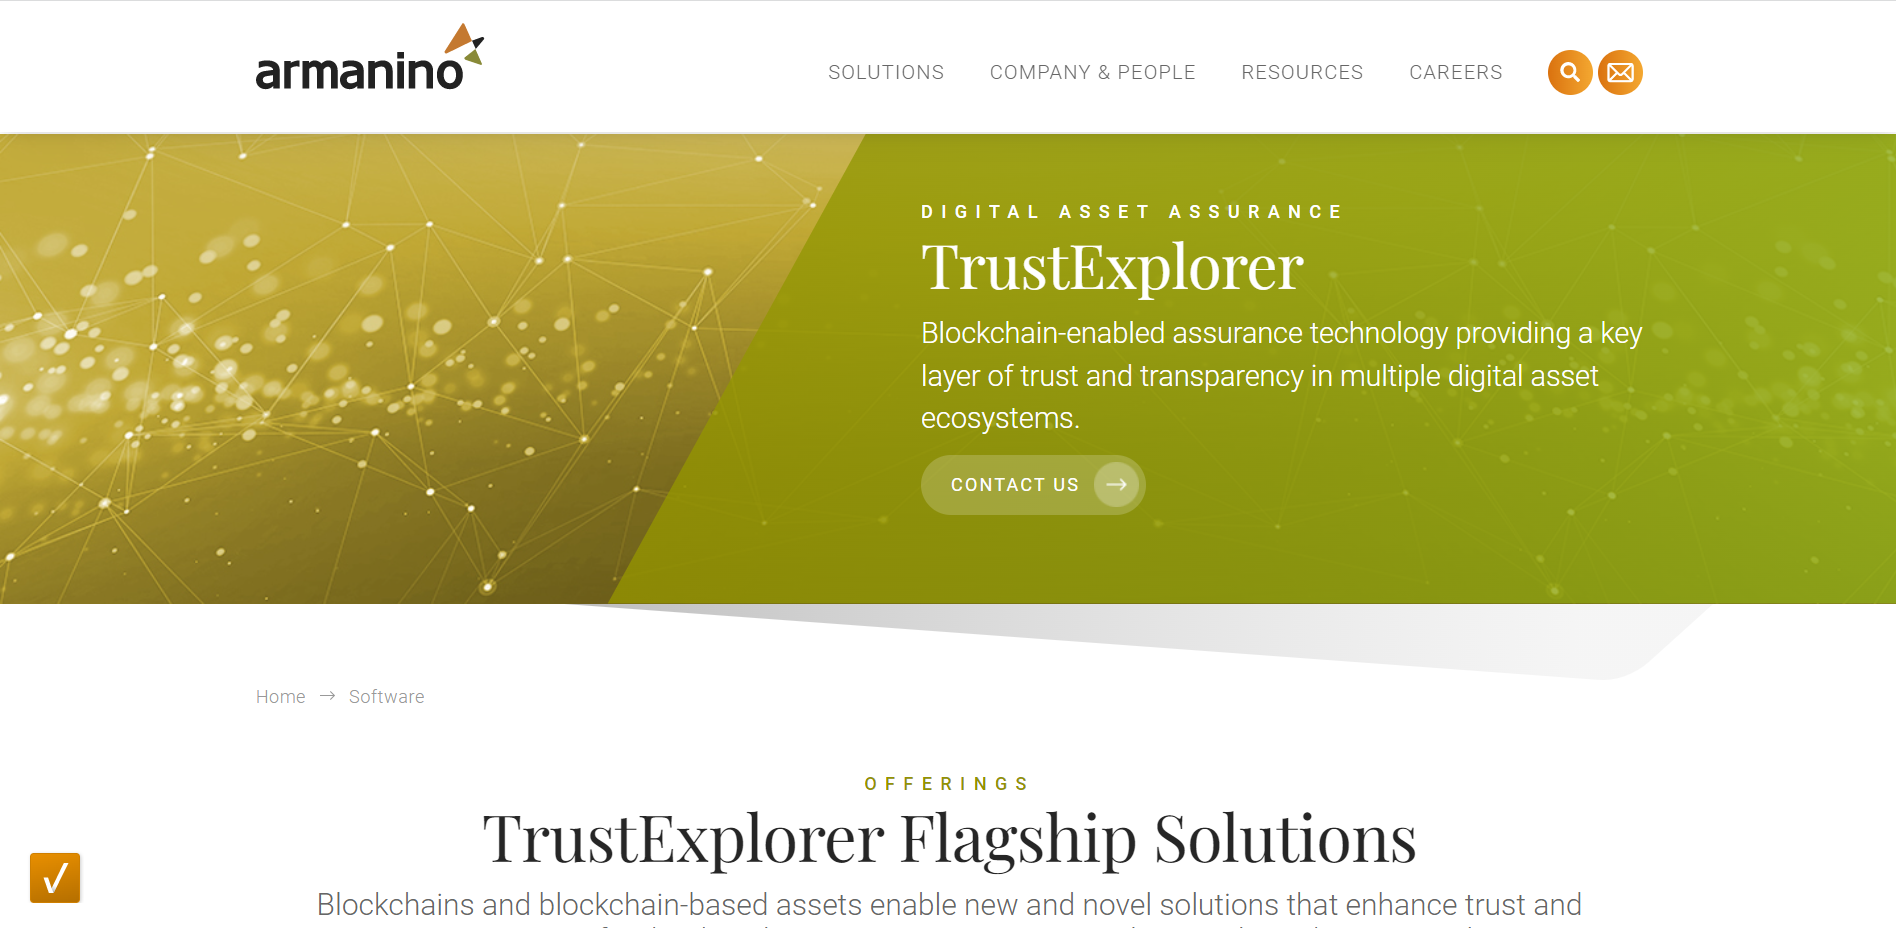 armanino
SOLUTIONS
COMPANY & PEOPLE
RESOURCES
CAREERS
DIGITAL ASSET ASSURANCE
TrustExplorer
Blockchain-enabled assurance technology providing a key
layer of trust and transparency in multiple digital asset
ecosystems.
CONTACT US
Home → Software
OFFERINGS
TrustExplorer Flagship Solutions
Blockchains and blockchain-based assets enable new and novel solutions that enhance trust and